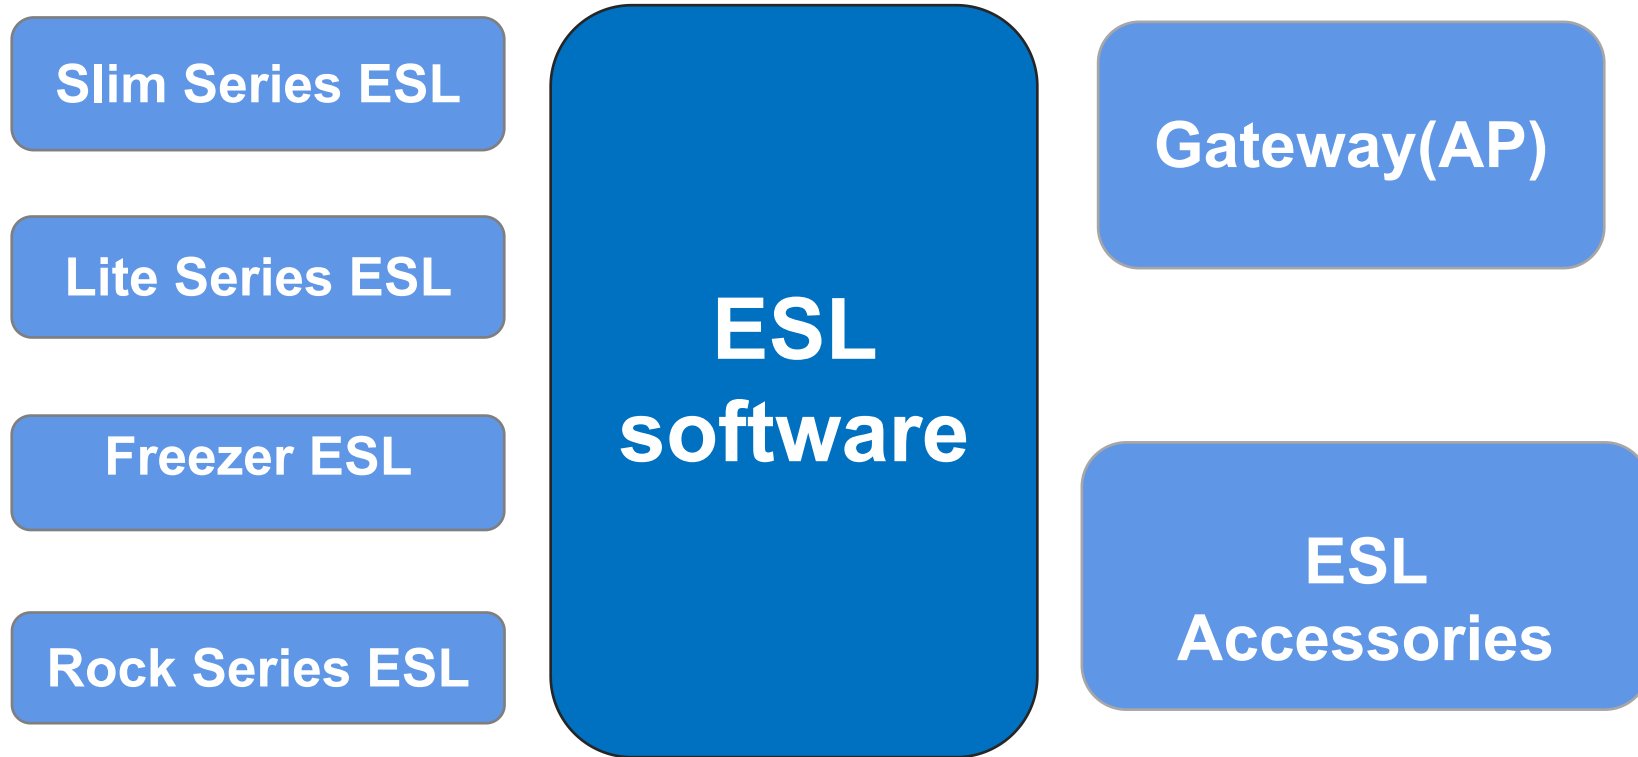 Slim Series ESL
Lite Series ESL
Freezer ESL
Rock Series ESL
ESL
software
Gateway(AP)
ESL
Accessories